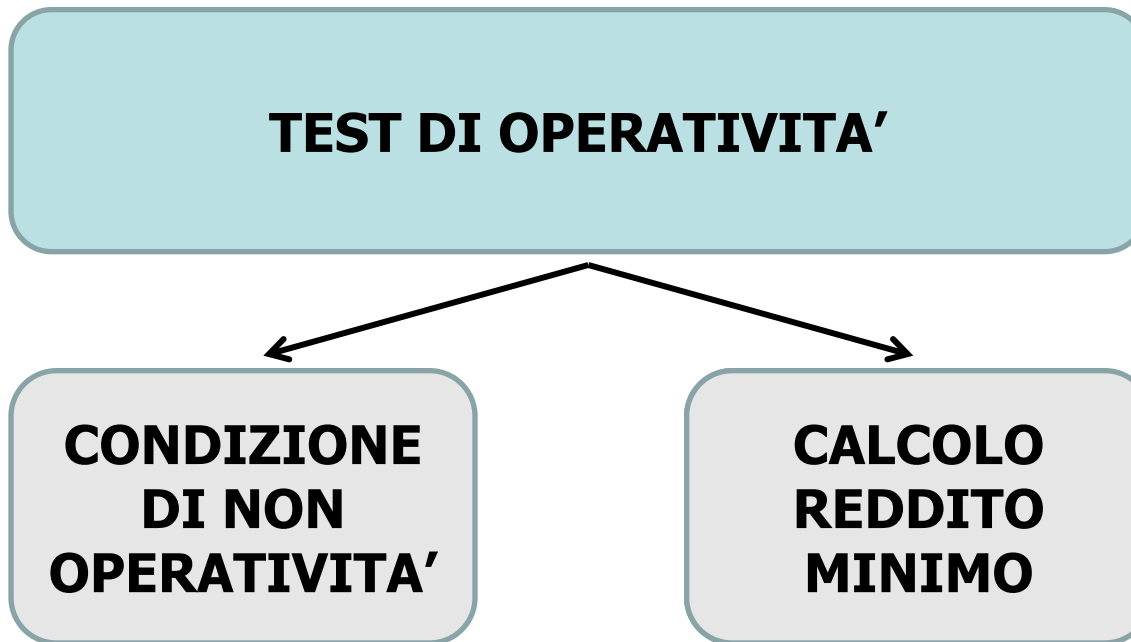 TEST DI OPERATIVITA’
CONDIZIONE
DI NON
OPERATIVITA’
CALCOLO
REDDITO
MINIMO